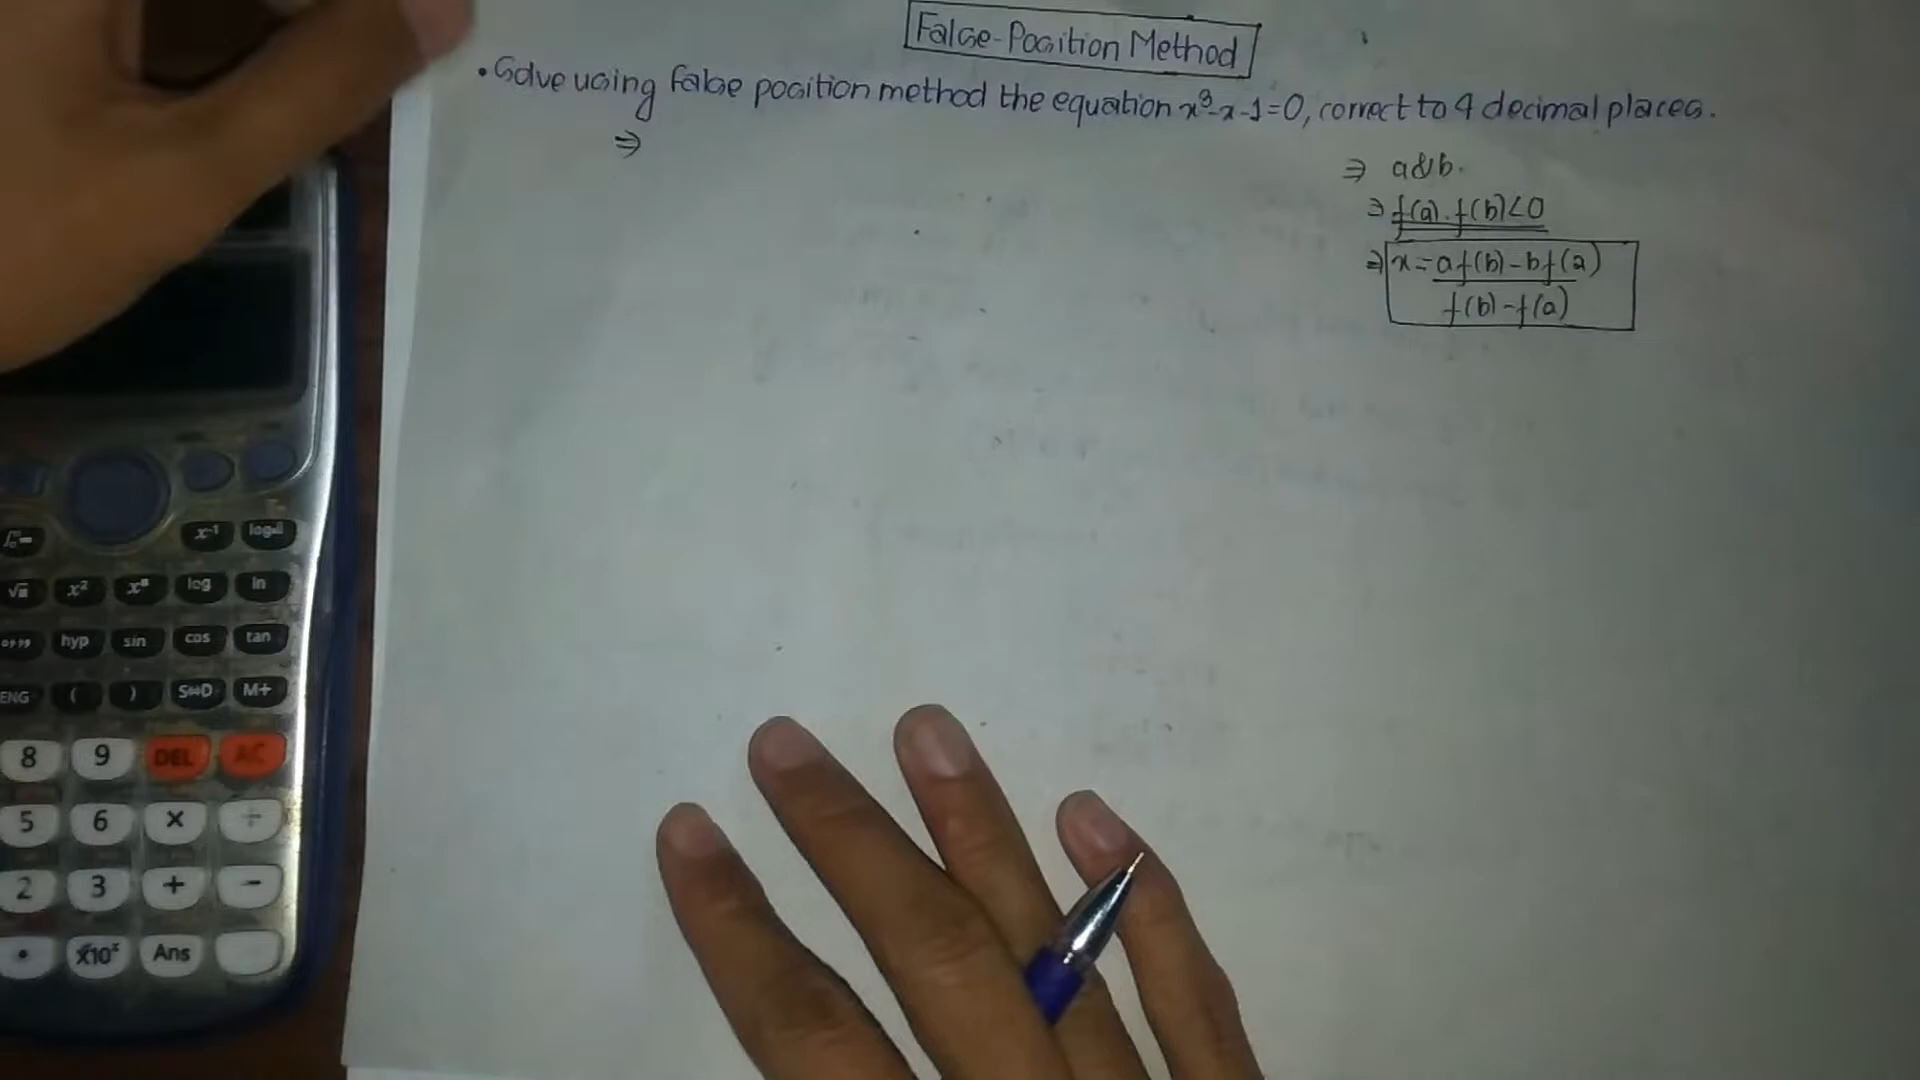 False-Position Method
• Solve using false position method the equation x³-x-1=0, correct to 4 decimal places.
⇒
⇒ a & b.
⇒ f(a).f(b)<0
⇒ x = af(b)-bf(a)
f(b)-f(a)
x⁻¹
√ x² log ln
hyp sin cos tan
ENG ( ) S⇔D M+
8 9 DEL AC
5 6 × ÷
2 3 + −
• ×10ˣ Ans